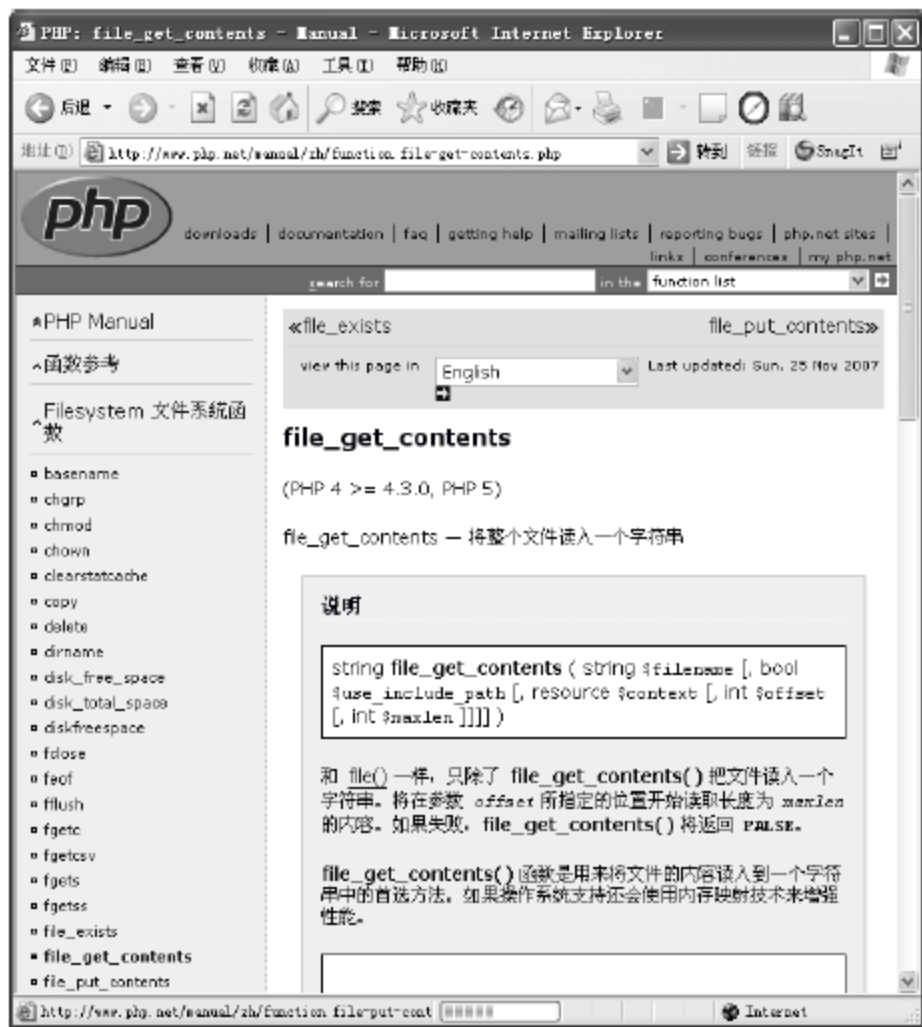 PHP: file_get_contents - Manual - Microsoft Internet Explorer
文件(F) 编辑(E) 查看(V) 收藏(A) 工具(T) 帮助(H)
后退 搜索 收藏夹
地址(D) http://www.php.net/manual/zh/function.file-get-contents.php 转到 链接 SnagIt
php
downloads | documentation | faq | getting help | mailing lists | reporting bugs | php.net sites |
links | conferences | my php.net
search for in the function list
PHP Manual
函数参考
Filesystem 文件系统函
数
basename
chgrp
chmod
chown
clearstatcache
copy
delete
dirname
disk_free_space
disk_total_space
diskfreespace
fclose
feof
fflush
fgetc
fgetcsv
fgets
fgetss
file_exists
file_get_contents
file_put_contents
«file_exists file_put_contents»
view this page in English Last updated: Sun, 25 Nov 2007
file_get_contents
(PHP 4 >= 4.3.0, PHP 5)
file_get_contents — 将整个文件读入一个字符串
说明
string file_get_contents ( string $filename [, bool
$use_include_path [, resource $context [, int $offset
[, int $maxlen ]]]] )
和 file() 一样，只除了 file_get_contents() 把文件读入一个
字符串。将在参数 offset 所指定的位置开始读取长度为 maxlen
的内容。如果失败，file_get_contents() 将返回 FALSE。
file_get_contents() 函数是用来将文件的内容读入到一个字符
串中的首选方法。如果操作系统支持还会使用内存映射技术来增强
性能。
http://www.php.net/manual/zh/function.file-put-cont Internet